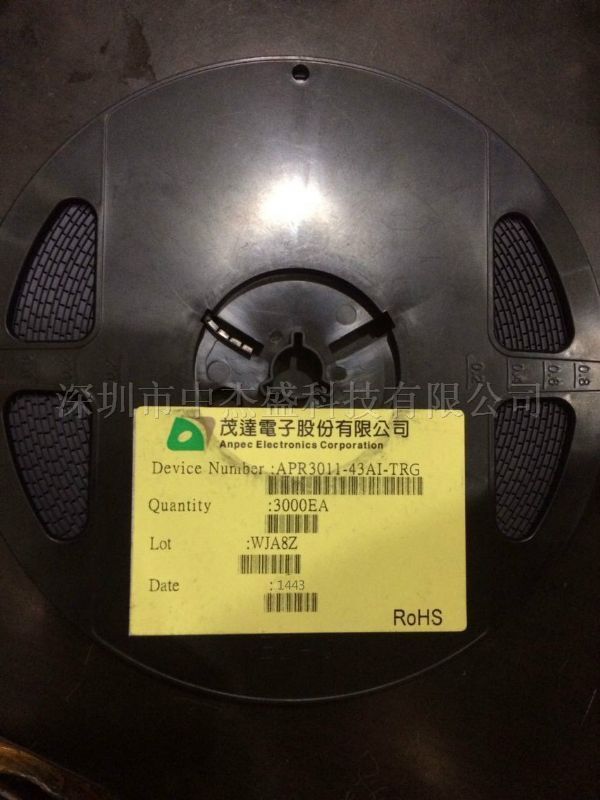 深圳市中杰盛科技有限公司
茂達電子股份有限公司
Anpec Electronics Corporation
Device Number :APR3011-43AI-TRG
Quantity :3000EA
Lot :WJA8Z
Date :1443
RoHS